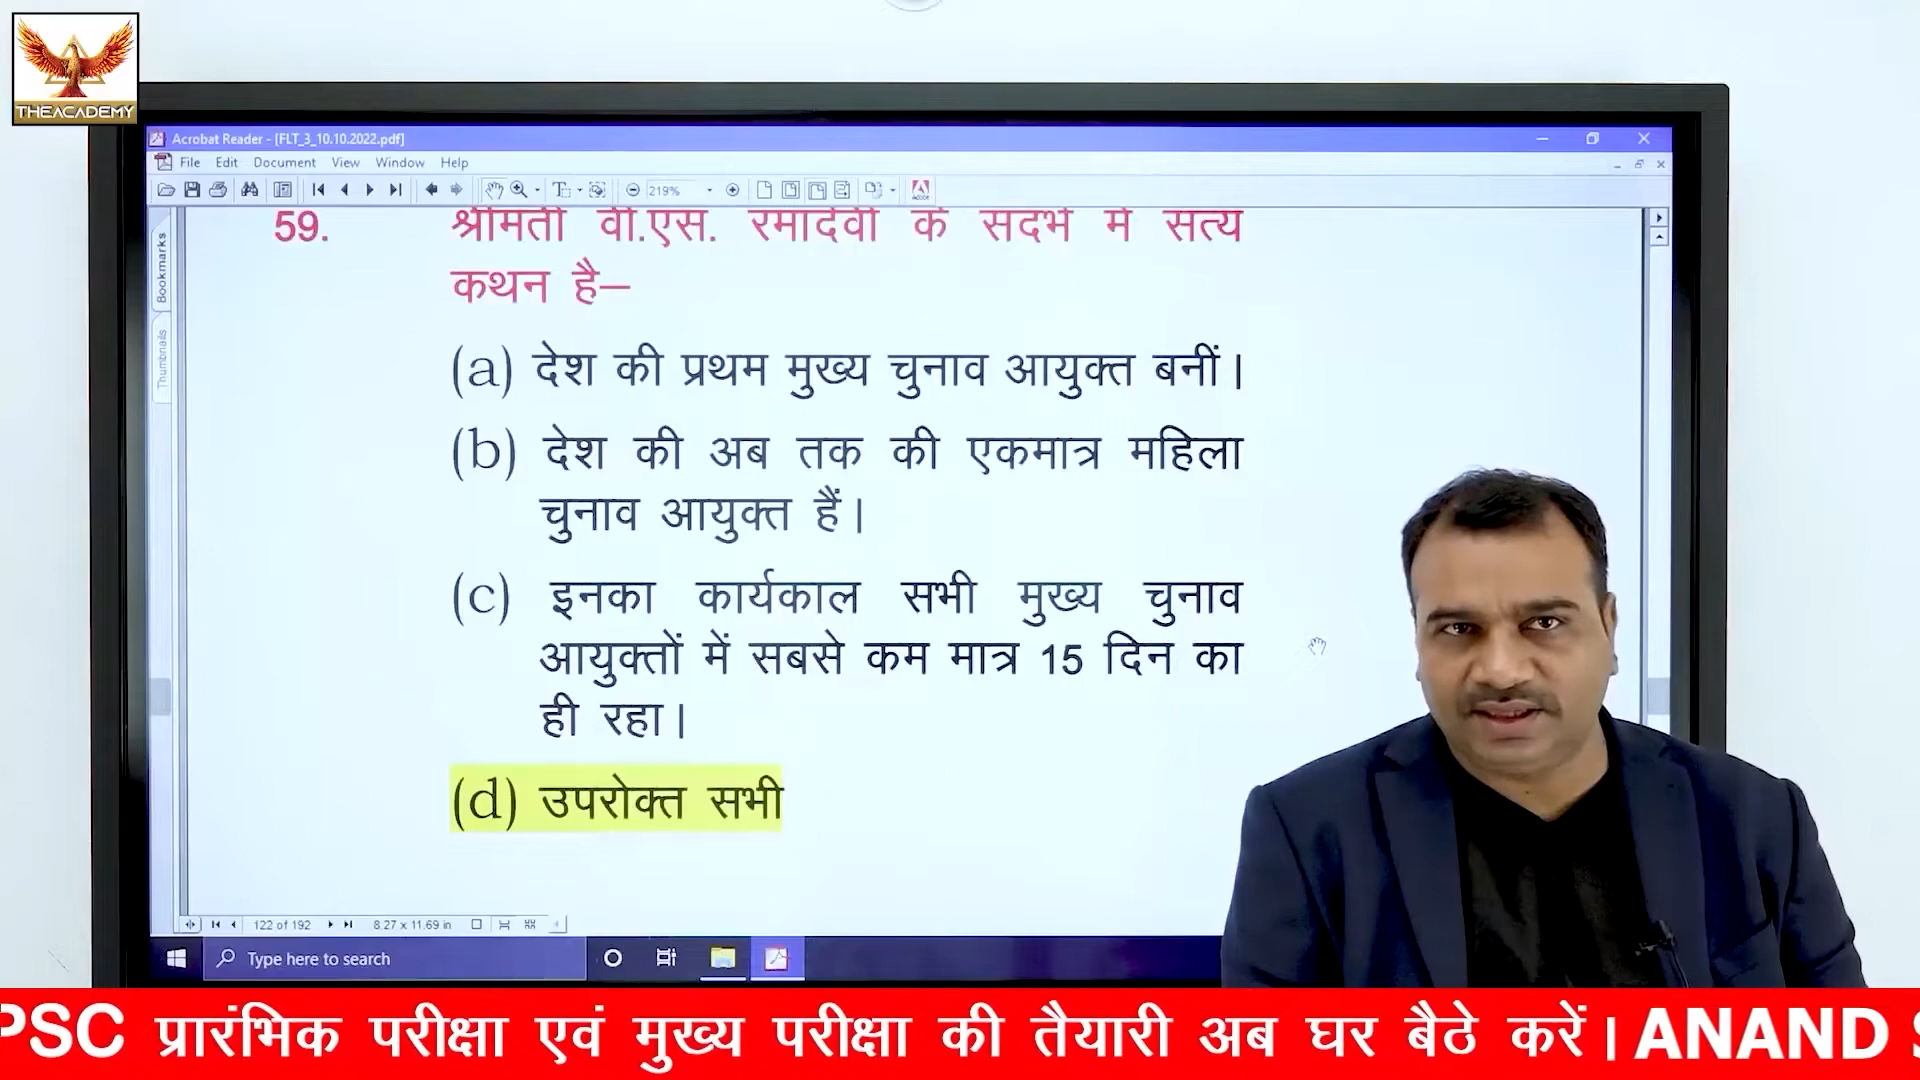 THEACADEMY
Acrobat Reader - [FLT_3_10.10.2022.pdf]
File Edit Document View Window Help
219%
Bookmarks
Thumbnails
59. श्रीमती वी.एस. रमादेवी के संदर्भ में सत्य
कथन है–
(a) देश की प्रथम मुख्य चुनाव आयुक्त बनीं।
(b) देश की अब तक की एकमात्र महिला
चुनाव आयुक्त हैं।
(c) इनका कार्यकाल सभी मुख्य चुनाव
आयुक्तों में सबसे कम मात्र 15 दिन का
ही रहा।
(d) उपरोक्त सभी
122 of 192 8.27 x 11.69 in
Type here to search
PSC प्रारंभिक परीक्षा एवं मुख्य परीक्षा की तैयारी अब घर बैठे करें। ANAND S